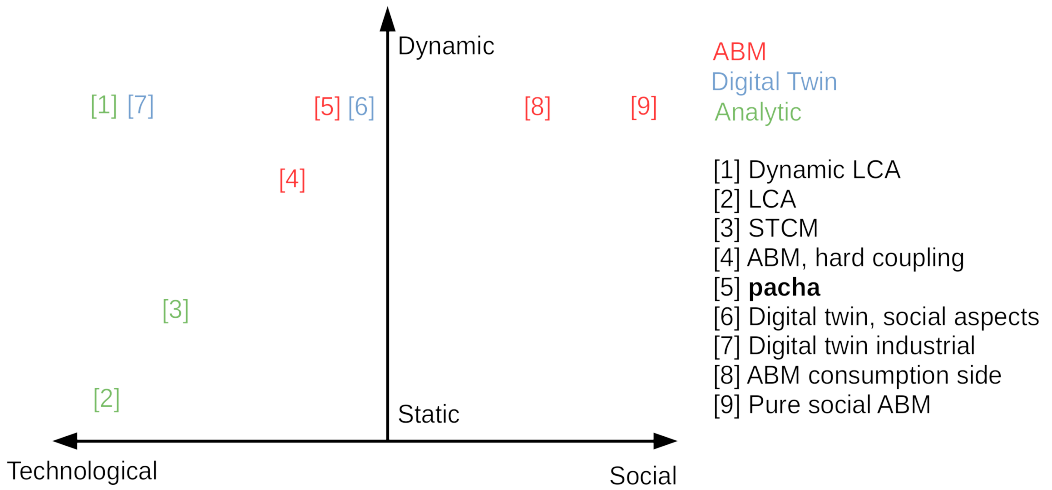 Dynamic
[1] [7] [5] [6] [8] [9]
[4]
[3]
[2]
Static
Technological
Social
ABM
Digital Twin
Analytic
[1] Dynamic LCA
[2] LCA
[3] STCM
[4] ABM, hard coupling
[5] pacha
[6] Digital twin, social aspects
[7] Digital twin industrial
[8] ABM consumption side
[9] Pure social ABM